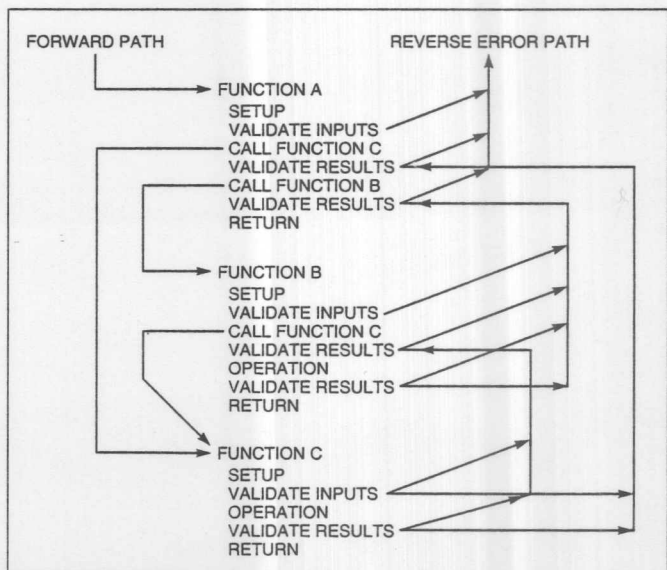 FORWARD PATH
REVERSE ERROR PATH
FUNCTION A
SETUP
VALIDATE INPUTS
CALL FUNCTION C
VALIDATE RESULTS
CALL FUNCTION B
VALIDATE RESULTS
RETURN
FUNCTION B
SETUP
VALIDATE INPUTS
CALL FUNCTION C
VALIDATE RESULTS
OPERATION
VALIDATE RESULTS
RETURN
FUNCTION C
SETUP
VALIDATE INPUTS
OPERATION
VALIDATE RESULTS
RETURN